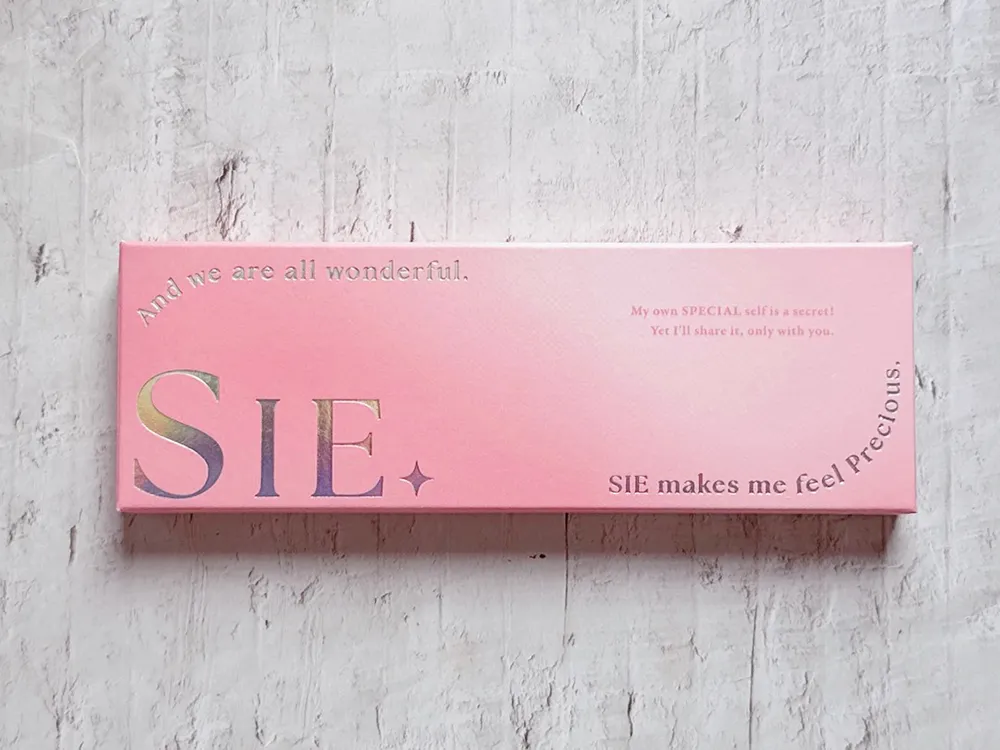 And we are all wonderful.
My own SPECIAL self is a secret!
Yet I'll share it, only with you.
SIE.
SIE makes me feel Precious.